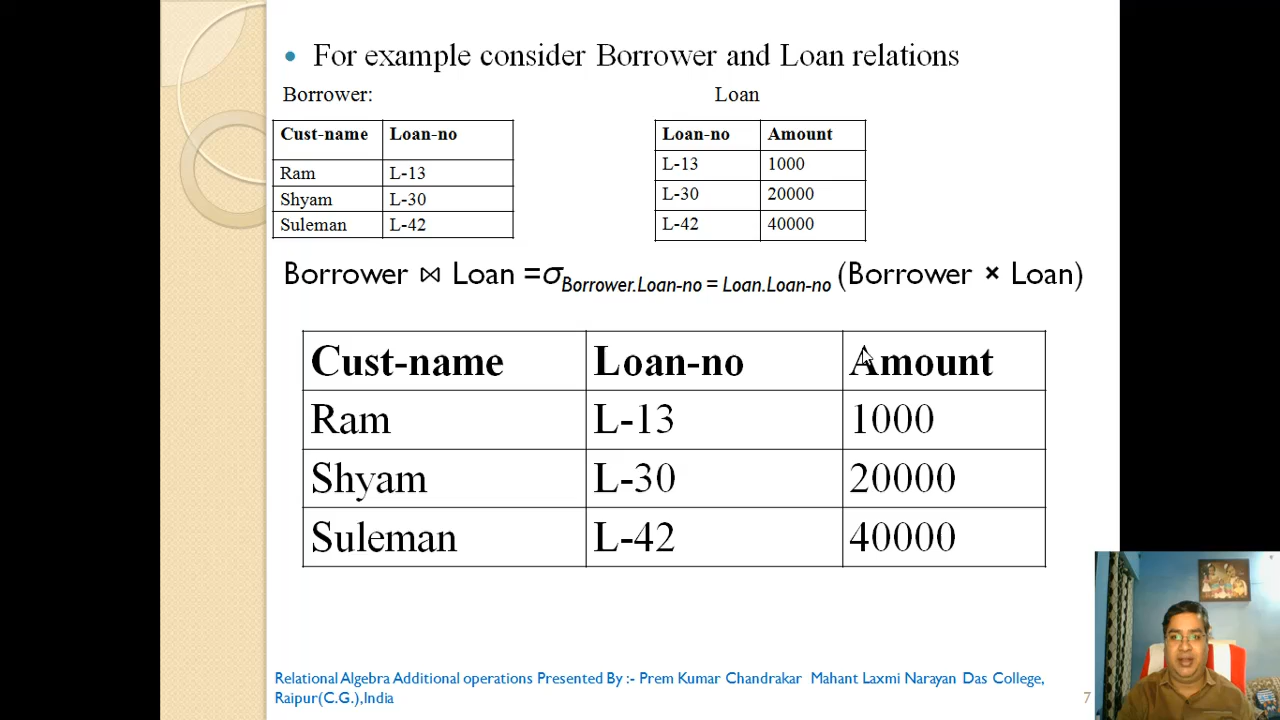 For example consider Borrower and Loan relations
Borrower: Loan
Cust-name Loan-no
Ram L-13
Shyam L-30
Suleman L-42
Loan-no Amount
L-13 1000
L-30 20000
L-42 40000
Borrower ⋈ Loan =σBorrower.Loan-no = Loan.Loan-no (Borrower × Loan)
Cust-name Loan-no Amount
Ram L-13 1000
Shyam L-30 20000
Suleman L-42 40000
Relational Algebra Additional operations Presented By :- Prem Kumar Chandrakar Mahant Laxmi Narayan Das College,
Raipur(C.G.),India
7